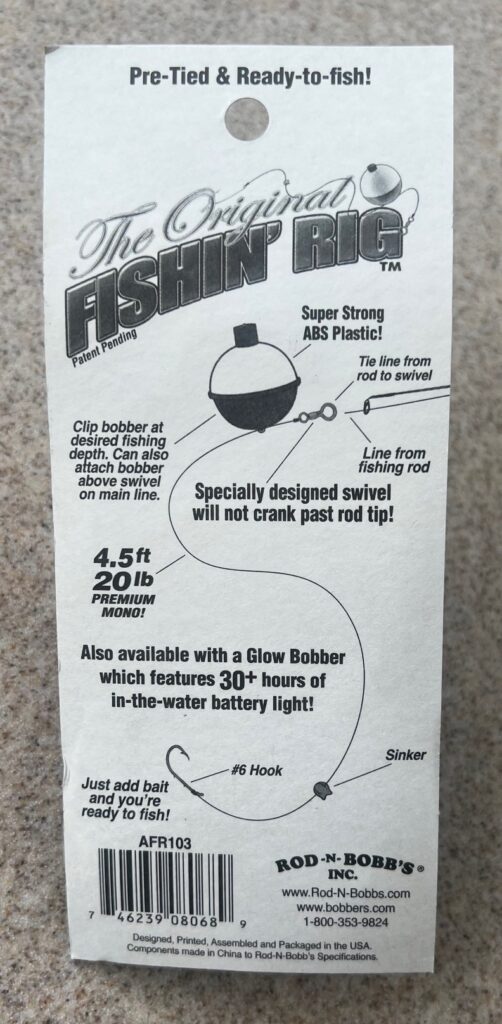 Pre-Tied & Ready-to-fish!
The Original
FISHIN' RIG™
Patent Pending
Super Strong
ABS Plastic!
Tie line from
rod to swivel
Clip bobber at
desired fishing
depth. Can also
attach bobber
above swivel
on main line.
Line from
fishing rod
Specially designed swivel
will not crank past rod tip!
4.5ft
20lb
PREMIUM
MONO!
Also available with a Glow Bobber
which features 30+ hours of
in-the-water battery light!
Sinker
#6 Hook
Just add bait
and you're
ready to fish!
AFR103
7 46239 08068 9
ROD-N-BOBB'S®
INC.
www.Rod-N-Bobbs.com
www.bobbers.com
1-800-353-9824
Designed, Printed, Assembled and Packaged in the USA.
Components made in China to Rod-N-Bobb's Specifications.